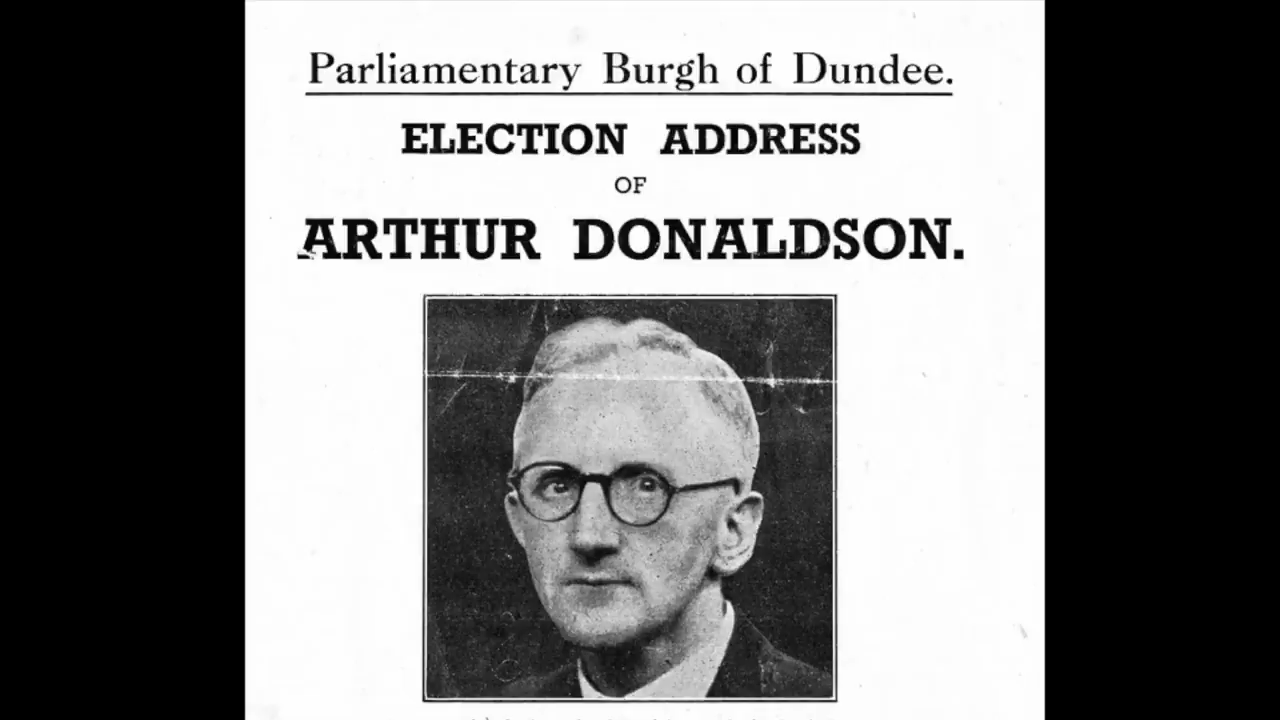 Parliamentary Burgh of Dundee.
ELECTION ADDRESS
OF
ARTHUR DONALDSON.